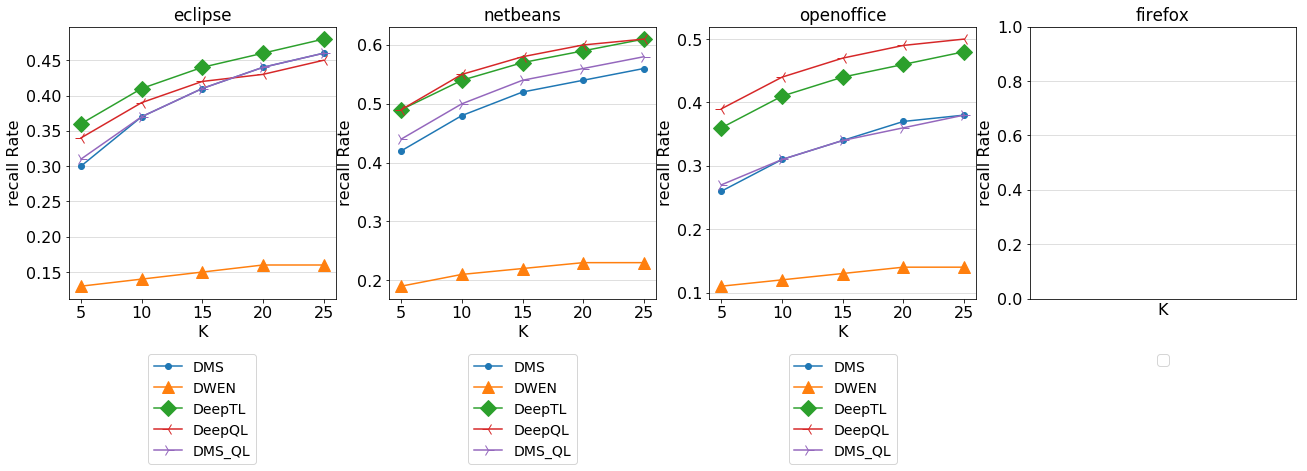 eclipse
recall Rate
0.45
0.40
0.35
0.30
0.25
0.20
0.15
5 10 15 20 25
K
DMS
DWEN
DeepTL
DeepQL
DMS_QL
netbeans
recall Rate
0.6
0.5
0.4
0.3
0.2
5 10 15 20 25
K
DMS
DWEN
DeepTL
DeepQL
DMS_QL
openoffice
recall Rate
0.5
0.4
0.3
0.2
0.1
5 10 15 20 25
K
DMS
DWEN
DeepTL
DeepQL
DMS_QL
firefox
recall Rate
1.0
0.8
0.6
0.4
0.2
0.0
K